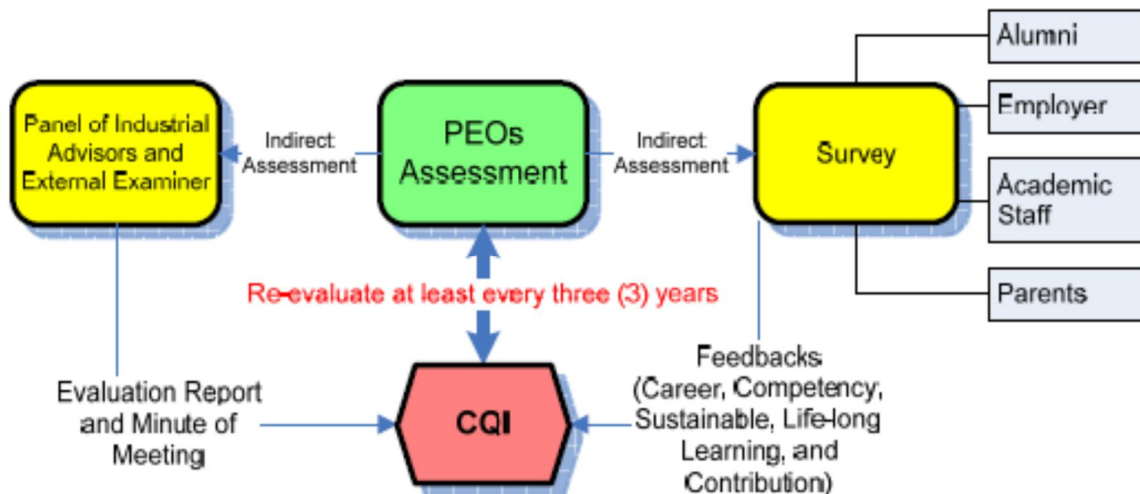 Panel of Industrial
Advisors and
External Examiner
Indirect
Assessment
PEOs
Assessment
Indirect
Assessment
Survey
Alumni
Employer
Academic
Staff
Parents
Re-evaluate at least every three (3) years
Evaluation Report
and Minute of
Meeting
CQI
Feedbacks
(Career, Competency,
Sustainable, Life-long
Learning, and
Contribution)